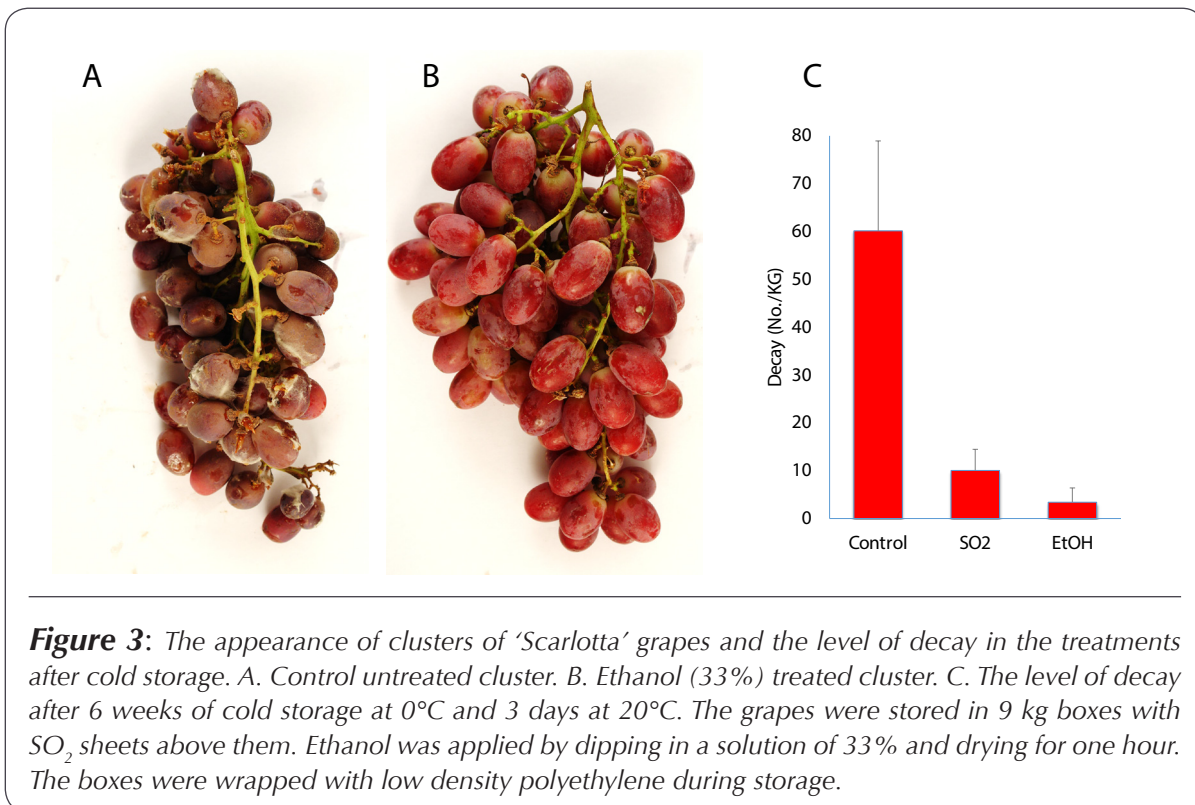 A
B
C
80
70
60
50
40
30
20
10
0
Decay (No./KG)
Control
SO2
EtOH
Figure 3: The appearance of clusters of ‘Scarlotta’ grapes and the level of decay in the treatments
after cold storage. A. Control untreated cluster. B. Ethanol (33%) treated cluster. C. The level of decay
after 6 weeks of cold storage at 0°C and 3 days at 20°C. The grapes were stored in 9 kg boxes with
SO₂ sheets above them. Ethanol was applied by dipping in a solution of 33% and drying for one hour.
The boxes were wrapped with low density polyethylene during storage.